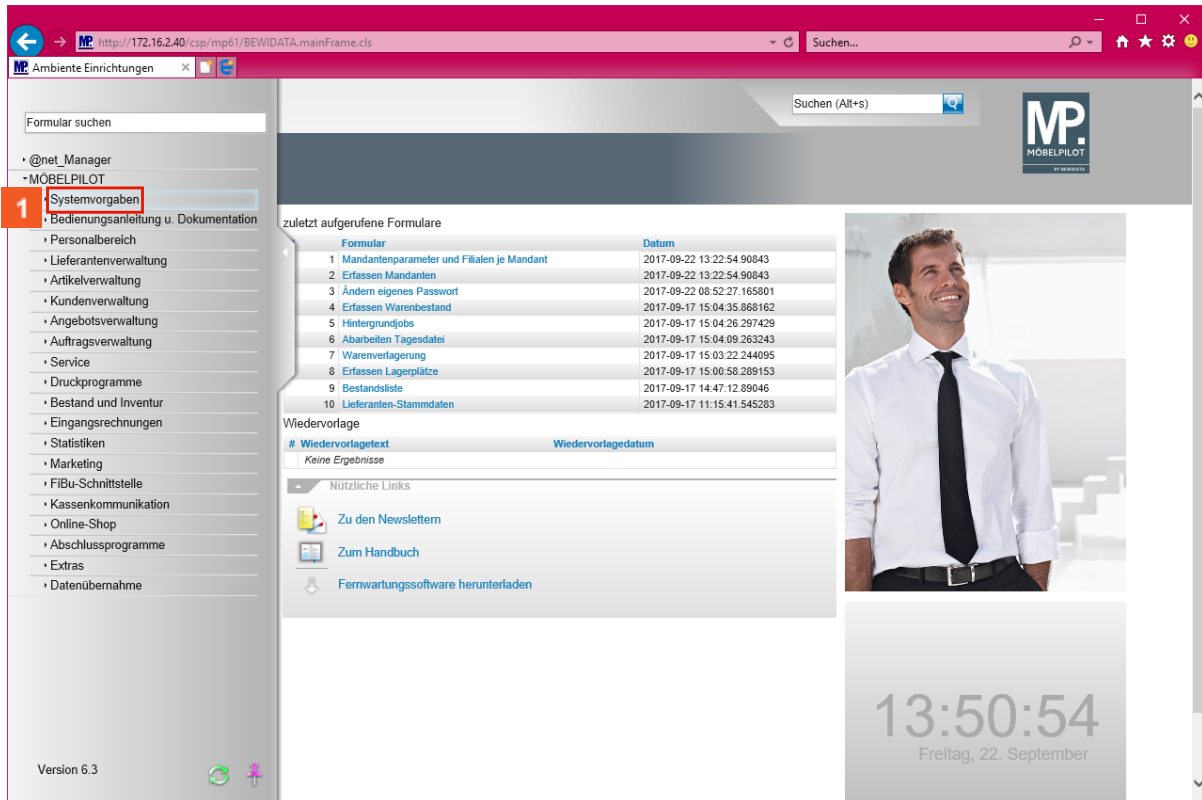 http://172.16.2.40/csp/mp61/BEWIDATA.mainFrame.cls
Suchen...
Ambiente Einrichtungen
Formular suchen
Suchen (Alt+s)
MP.
MÖBELPILOT
BY BEWIDATA
@net_Manager
MÖBELPILOT
1
Systemvorgaben
Bedienungsanleitung u. Dokumentation
Personalbereich
Lieferantenverwaltung
Artikelverwaltung
Kundenverwaltung
Angebotsverwaltung
Auftragsverwaltung
Service
Druckprogramme
Bestand und Inventur
Eingangsrechnungen
Statistiken
Marketing
FiBu-Schnittstelle
Kassenkommunikation
Online-Shop
Abschlussprogramme
Extras
Datenübernahme
Version 6.3
zuletzt aufgerufene Formulare
Formular Datum
1 Mandantenparameter und Filialen je Mandant 2017-09-22 13:22:54.90843
2 Erfassen Mandanten 2017-09-22 13:22:54.90843
3 Ändern eigenes Passwort 2017-09-22 08:52:27.165801
4 Erfassen Warenbestand 2017-09-17 15:04:35.868162
5 Hintergrundjobs 2017-09-17 15:04:26.297429
6 Abarbeiten Tagesdatei 2017-09-17 15:04:09.263243
7 Warenverlagerung 2017-09-17 15:03:22.244095
8 Erfassen Lagerplätze 2017-09-17 15:00:58.289153
9 Bestandsliste 2017-09-17 14:47:12.89046
10 Lieferanten-Stammdaten 2017-09-17 11:15:41.545283
Wiedervorlage
# Wiedervorlagetext Wiedervorlagedatum
Keine Ergebnisse
Nützliche Links
Zu den Newslettern
Zum Handbuch
Fernwartungssoftware herunterladen
13:50:54
Freitag, 22. September